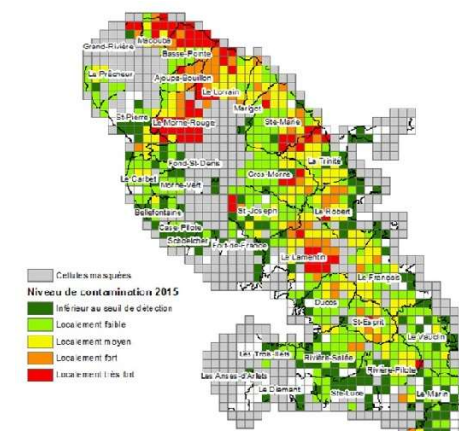 Macouba
Grand-Rivière
Basse-Pointe
Le Prêcheur
Ajoupa-Bouillon
Le Lorrain
Marigot
St-Pierre
Le Morne-Rouge
Ste-Marie
Fond-St-Denis
La Trinité
Le Carbet
Morne-Vert
Gros-Morne
Bellefontaine
St-Joseph
Le Robert
Case-Pilote
Schoelcher
Fort-de-France
Le Lamentin
Le François
Cellules masquées
Niveau de contamination 2015
Inférieur au seuil de détection
Localement faible
Localement moyen
Localement fort
Localement très fort
Ducos
St-Esprit
Le Vauclin
Les Trois-Ilets
Rivière-Salée
Rivière-Pilote
Les Anses-d'Arlets
Le Diamant
Ste-Luce
Le Marin